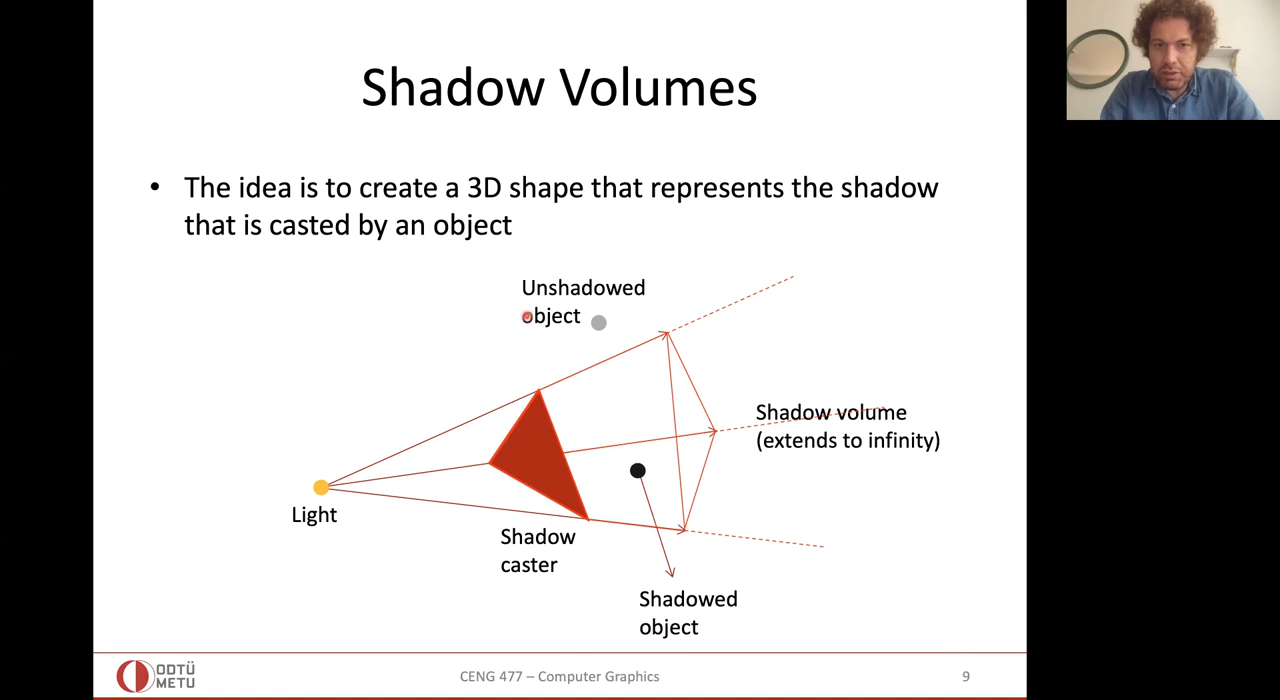 Shadow Volumes
• The idea is to create a 3D shape that represents the shadow
that is casted by an object
Unshadowed
object
Shadow volume
(extends to infinity)
Light
Shadow
caster
Shadowed
object
ODTÜ
METU
CENG 477 – Computer Graphics
9